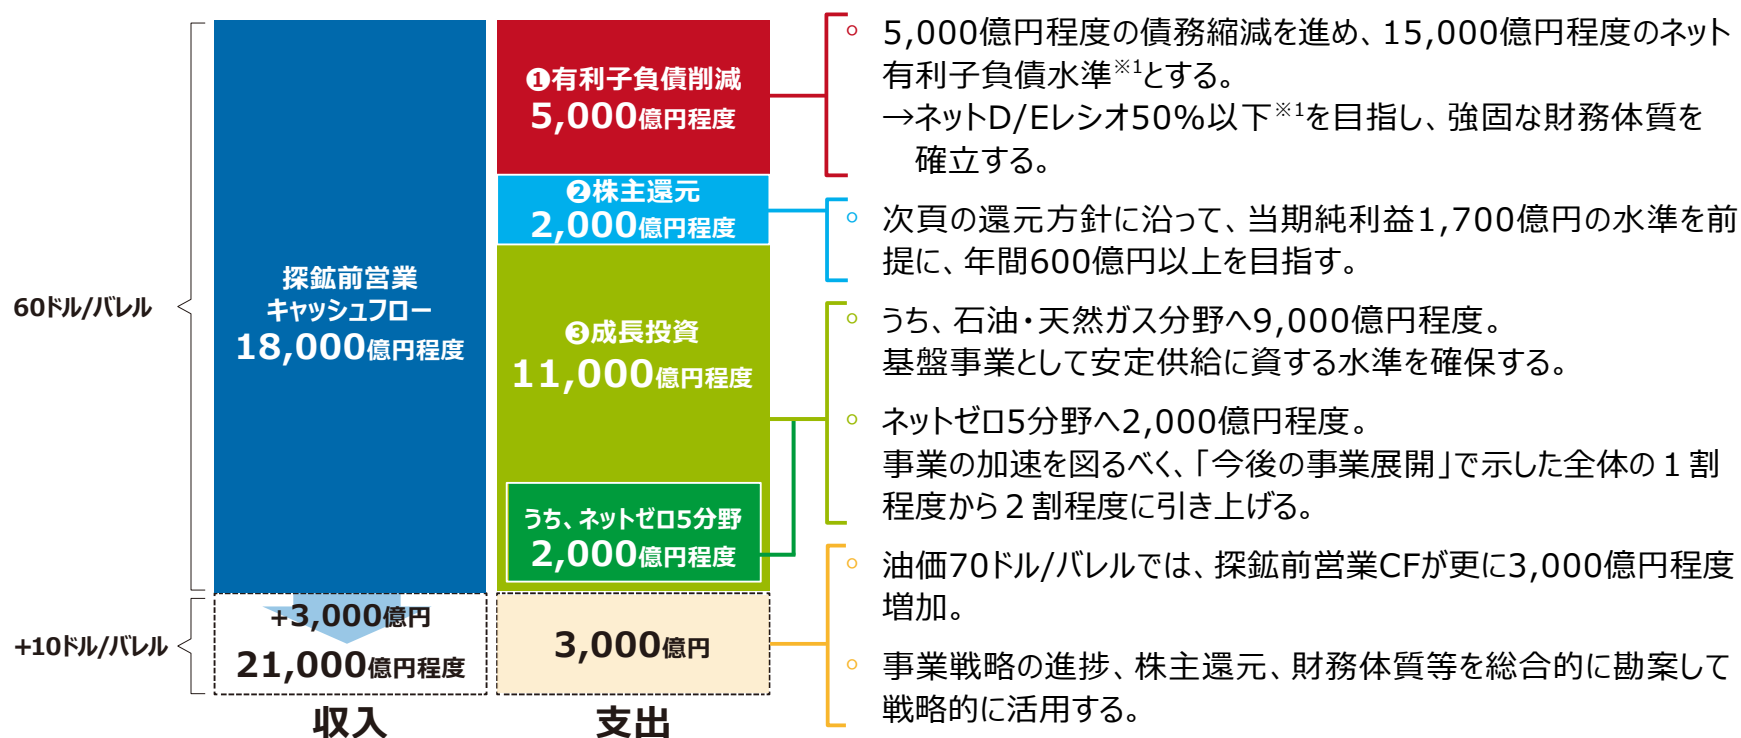 60ドル/バレル
+10ドル/バレル
探鉱前営業
キャッシュフロー
18,000億円程度
+3,000億円
21,000億円程度
収入
❶有利子負債削減
5,000億円程度
❷株主還元
2,000億円程度
❸成長投資
11,000億円程度
うち、ネットゼロ5分野
2,000億円程度
3,000億円
支出
5,000億円程度の債務縮減を進め、15,000億円程度のネット
有利子負債水準※1とする。
→ネットD/Eレシオ50%以下※1を目指し、強固な財務体質を
確立する。
次頁の還元方針に沿って、当期純利益1,700億円の水準を前
提に、年間600億円以上を目指す。
うち、石油・天然ガス分野へ9,000億円程度。
基盤事業として安定供給に資する水準を確保する。
ネットゼロ5分野へ2,000億円程度。
事業の加速を図るべく、「今後の事業展開」で示した全体の１割
程度から２割程度に引き上げる。
油価70ドル/バレルでは、探鉱前営業CFが更に3,000億円程度
増加。
事業戦略の進捗、株主還元、財務体質等を総合的に勘案して
戦略的に活用する。